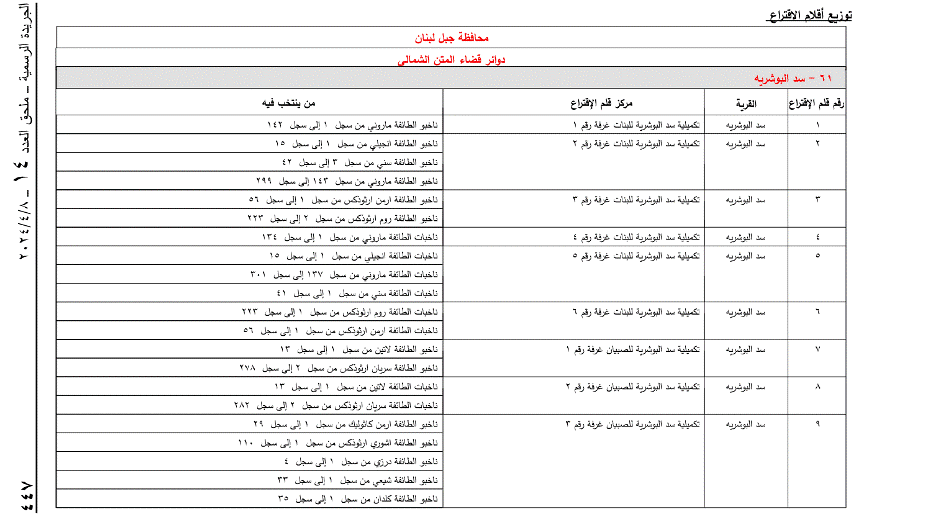 توزيع أقلام الاقتراع
محافظة جبل لبنان
دوائر قضاء المتن الشمالي
٦١ - سد البوشريه
رقم قلم الإقتراع القرية مركز قلم الإقتراع من ينتخب فيه
١ سد البوشريه تكميلية سد البوشرية للبنات غرفة رقم ١ ناخبو الطائفة ماروني من سجل ١ إلى سجل ١٤٢
٢ سد البوشريه تكميلية سد البوشرية للبنات غرفة رقم ٢ ناخبو الطائفة انجيلي من سجل ١ إلى سجل ١٥
ناخبو الطائفة سني من سجل ٣ إلى سجل ٤٢
ناخبو الطائفة ماروني من سجل ١٤٣ إلى سجل ٢٩٩
٣ سد البوشريه تكميلية سد البوشرية للبنات غرفة رقم ٣ ناخبو الطائفة ارمن ارثوذكس من سجل ١ إلى سجل ٥٦
ناخبو الطائفة روم ارثوذكس من سجل ٢ إلى سجل ٢٢٣
٤ سد البوشريه تكميلية سد البوشرية للبنات غرفة رقم ٤ ناخبات الطائفة ماروني من سجل ١ إلى سجل ١٣٤
٥ سد البوشريه تكميلية سد البوشرية للبنات غرفة رقم ٥ ناخبات الطائفة انجيلي من سجل ١ إلى سجل ١٥
ناخبات الطائفة ماروني من سجل ١٣٧ إلى سجل ٣٠١
ناخبات الطائفة سني من سجل ١ إلى سجل ٤١
٦ سد البوشريه تكميلية سد البوشرية للبنات غرفة رقم ٦ ناخبات الطائفة روم ارثوذكس من سجل ١ إلى سجل ٢٢٣
ناخبات الطائفة ارمن ارثوذكس من سجل ١ إلى سجل ٥٦
٧ سد البوشريه تكميلية سد البوشرية للصبيان غرفة رقم ١ ناخبو الطائفة لاتين من سجل ١ إلى سجل ١٣
ناخبو الطائفة سريان ارثوذكس من سجل ٢ إلى سجل ٢٧٨
٨ سد البوشريه تكميلية سد البوشرية للصبيان غرفة رقم ٢ ناخبات الطائفة لاتين من سجل ١ إلى سجل ١٣
ناخبات الطائفة سريان ارثوذكس من سجل ٢ إلى سجل ٢٨٢
٩ سد البوشريه تكميلية سد البوشرية للصبيان غرفة رقم ٣ ناخبو الطائفة ارمن كاثوليك من سجل ١ إلى سجل ٢٩
ناخبو الطائفة اشوري ارثوذكس من سجل ١ إلى سجل ١١٠
ناخبو الطائفة درزي من سجل ١ إلى سجل ٤
ناخبو الطائفة شيعي من سجل ١ إلى سجل ٣٣
ناخبو الطائفة كلدان من سجل ١ إلى سجل ٣٥
الجريدة الرسمية - ملحق العدد ١٤ - ٢٠٢٤/٤/٨
٤٤٧